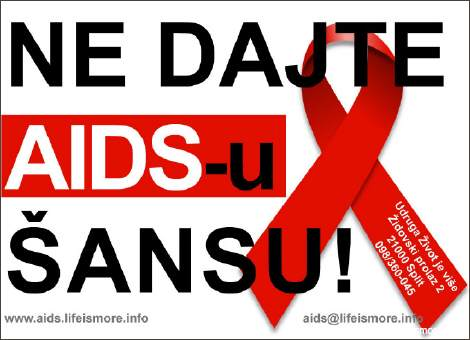 NE DAJTE
AIDS-u
ŠANSU!
Udruga Život je više
Židovski prolaz 2
21000 Split
098/360-045
www.aids.lifeismore.info
aids@lifeismore.info